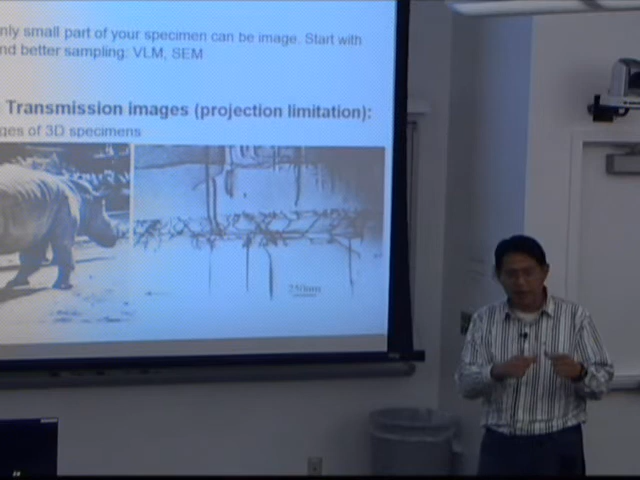 nly small part of your specimen can be image. Start with
nd better sampling: VLM, SEM
Transmission images (projection limitation):
ges of 3D specimens
250nm